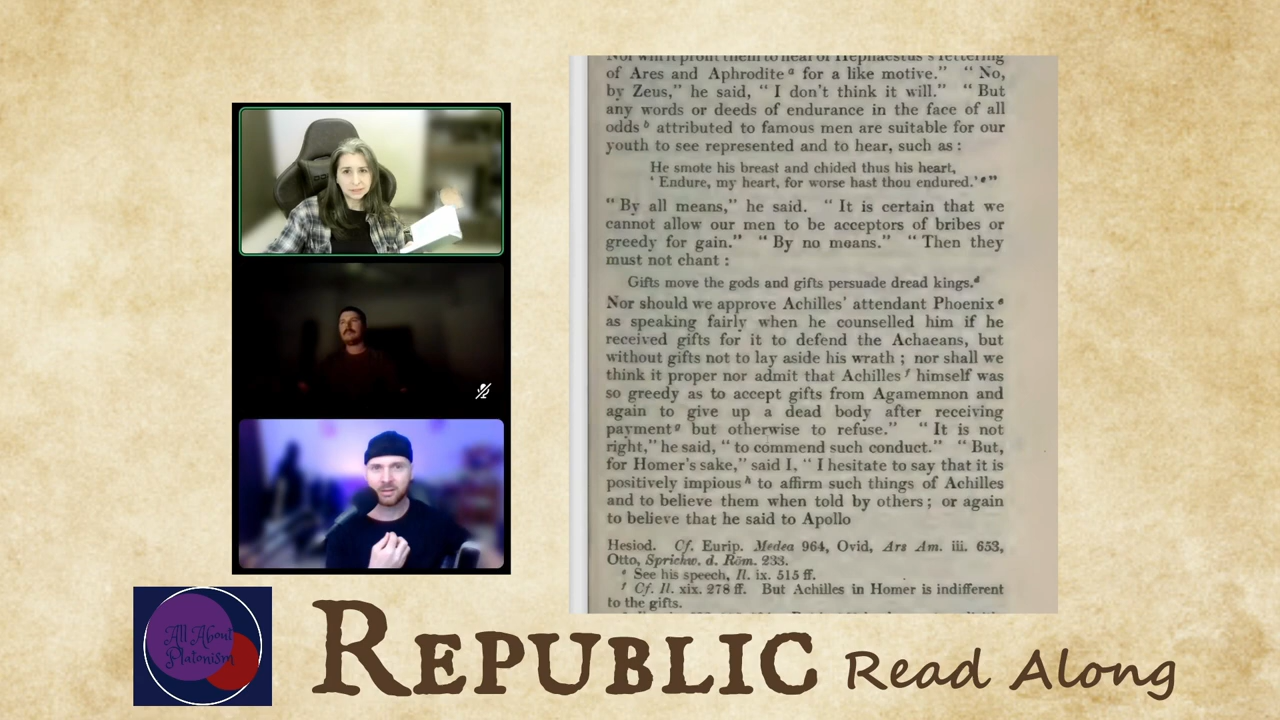 Nor will it profit them to hear of Hephaestus's fettering
of Ares and Aphrodite ᵃ for a like motive.” “ No,
by Zeus,” he said, “ I don't think it will.” “ But
any words or deeds of endurance in the face of all
odds ᵇ attributed to famous men are suitable for our
youth to see represented and to hear, such as :
He smote his breast and chided thus his heart,
‘ Endure, my heart, for worse hast thou endured.’ ᶜ ”
“ By all means,” he said. “ It is certain that we
cannot allow our men to be acceptors of bribes or
greedy for gain.” “ By no means.” “ Then they
must not chant :
Gifts move the gods and gifts persuade dread kings.ᵈ
Nor should we approve Achilles' attendant Phoenix ᵉ
as speaking fairly when he counselled him if he
received gifts for it to defend the Achaeans, but
without gifts not to lay aside his wrath ; nor shall we
think it proper nor admit that Achilles ᶠ himself was
so greedy as to accept gifts from Agamemnon and
again to give up a dead body after receiving
payment ᵍ but otherwise to refuse.” “ It is not
right,” he said, “ to commend such conduct.” “ But,
for Homer's sake,” said I, “ I hesitate to say that it is
positively impious ʰ to affirm such things of Achilles
and to believe them when told by others ; or again
to believe that he said to Apollo
Hesiod. Cf. Eurip. Medea 964, Ovid, Ars Am. iii. 653,
Otto, Sprichw. d. Röm. 233.
ᵉ See his speech, Il. ix. 515 ff.
ᶠ Cf. Il. xix. 278 ff. But Achilles in Homer is indifferent
to the gifts.
All About
Platonism
REPUBLIC Read Along